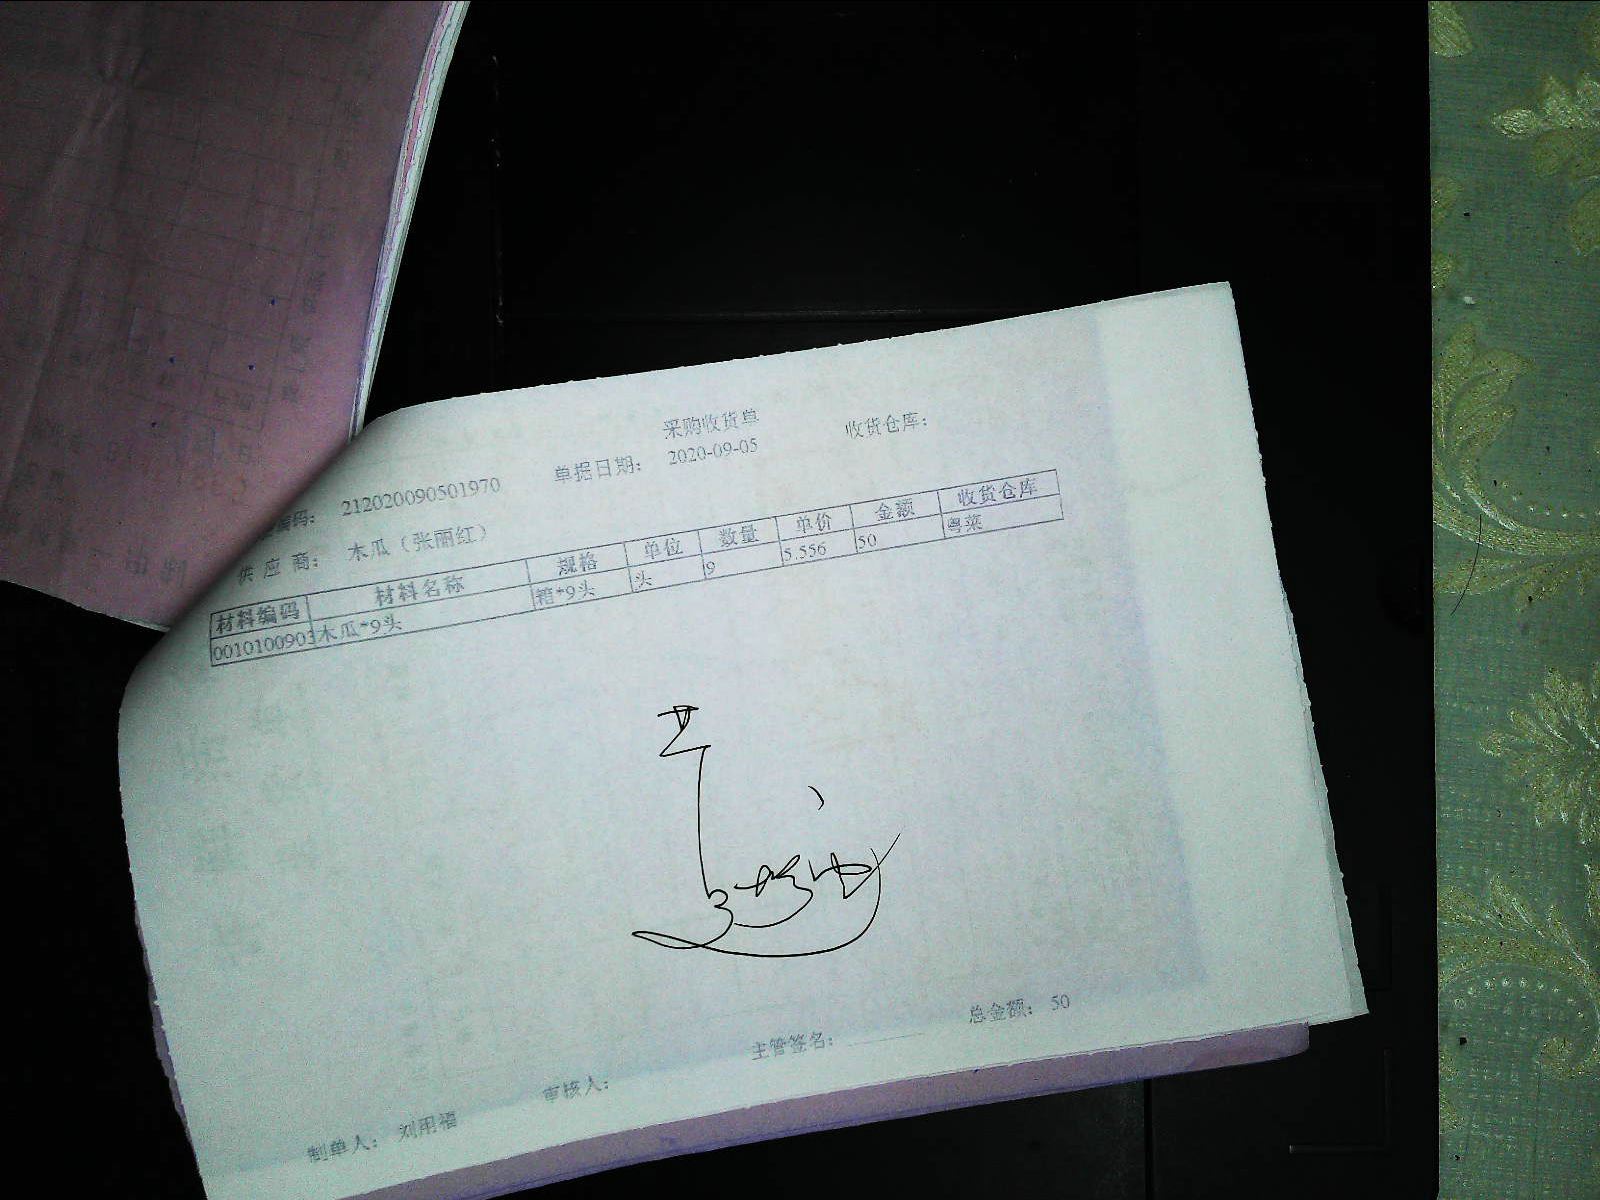 采购收货单
编码： 212020090501970 单据日期： 2020-09-05 收货仓库：
供 应 商： 木瓜（张丽红）
材料编码 材料名称 规格 单位 数量 单价 金额 收货仓库
0010100903 木瓜*9头 箱*9头 头 9 5.556 50 粤菜
制单人： 刘用福 审核人： 主管签名： 总金额： 50